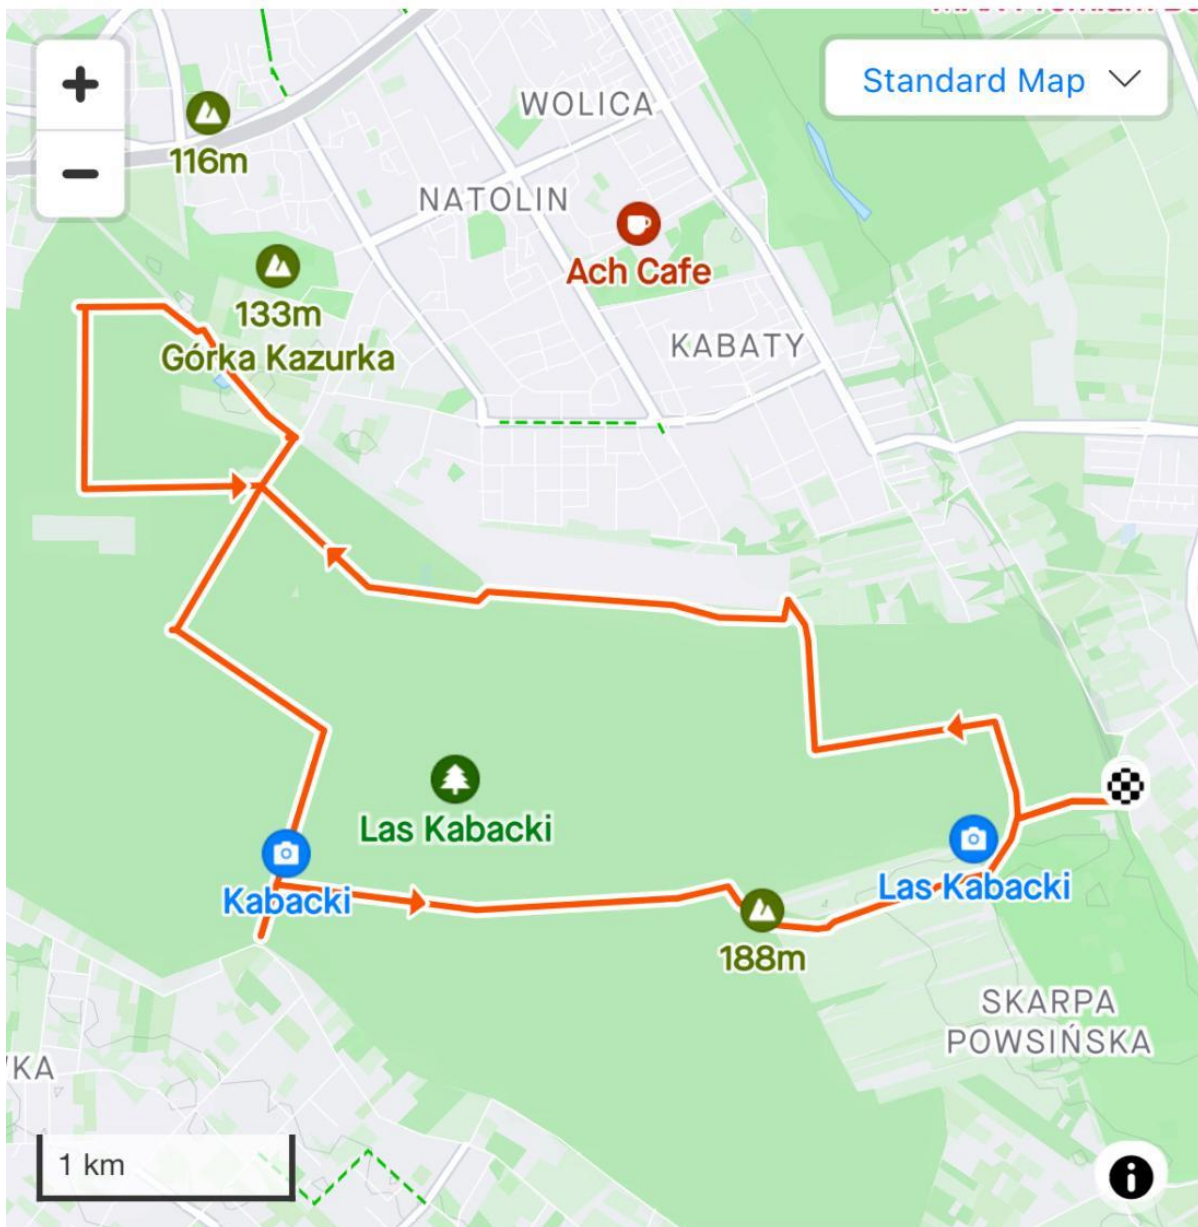 Standard Map
WOLICA
116m
NATOLIN
Ach Cafe
133m
Górka Kazurka
KABATY
Las Kabacki
Kabacki
Las Kabacki
188m
SKARPA
POWSIŃSKA
KA
1 km